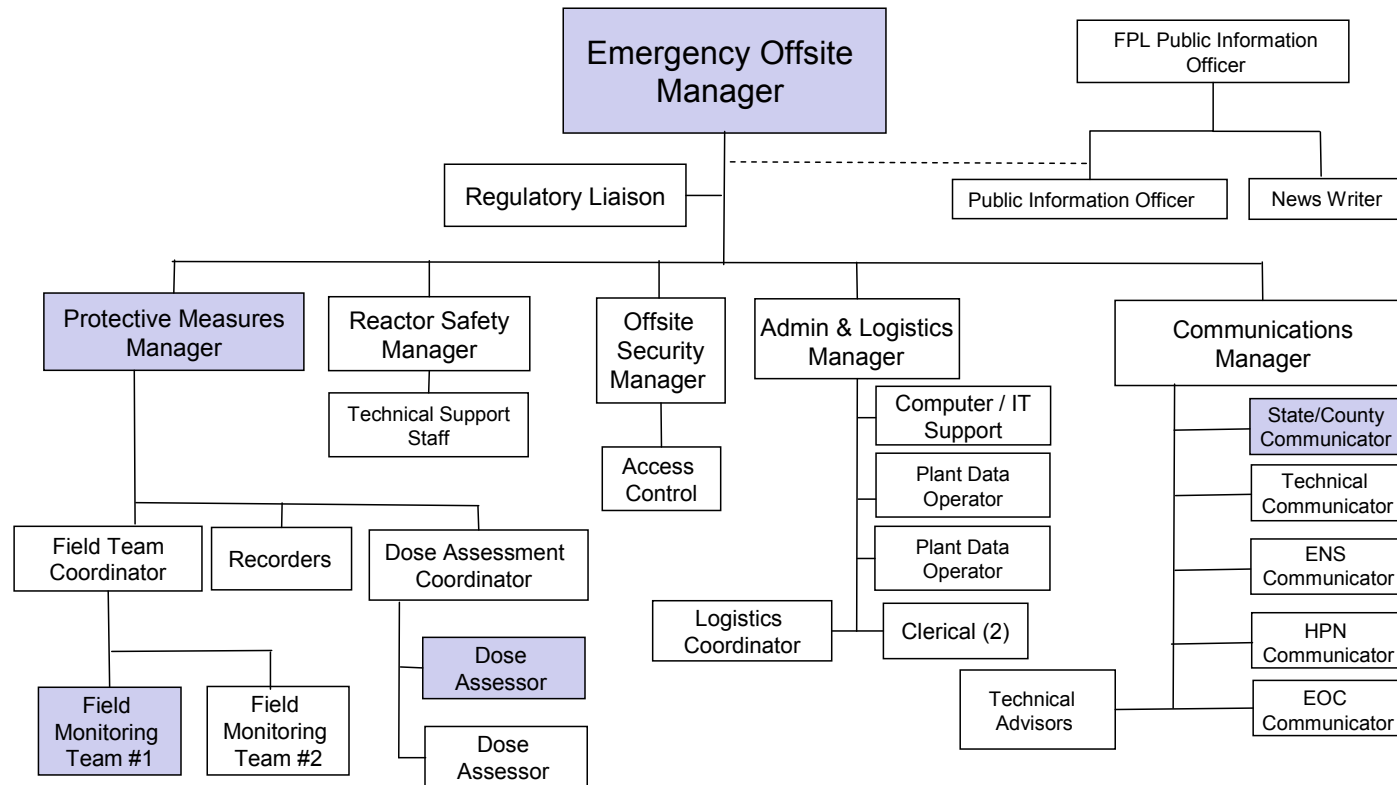 Emergency Offsite
Manager
FPL Public Information
Officer
Regulatory Liaison
Public Information Officer
News Writer
Protective Measures
Manager
Reactor Safety
Manager
Offsite
Security
Manager
Admin & Logistics
Manager
Communications
Manager
Technical Support
Staff
Access
Control
Computer / IT
Support
Plant Data
Operator
Plant Data
Operator
Logistics
Coordinator
Clerical (2)
State/County
Communicator
Technical
Communicator
ENS
Communicator
HPN
Communicator
EOC
Communicator
Technical
Advisors
Field Team
Coordinator
Recorders
Dose Assessment
Coordinator
Dose
Assessor
Dose
Assessor
Field
Monitoring
Team #1
Field
Monitoring
Team #2